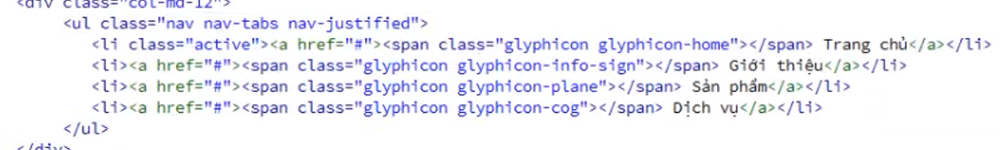 <div class="col-md-12">
<ul class="nav nav-tabs nav-justified">
<li class="active"><a href="#"><span class="glyphicon glyphicon-home"></span> Trang chủ</a></li>
<li><a href="#"><span class="glyphicon glyphicon-info-sign"></span> Giới thiệu</a></li>
<li><a href="#"><span class="glyphicon glyphicon-plane"></span> Sản phẩm</a></li>
<li><a href="#"><span class="glyphicon glyphicon-cog"></span> Dịch vụ</a></li>
</ul>
</div>